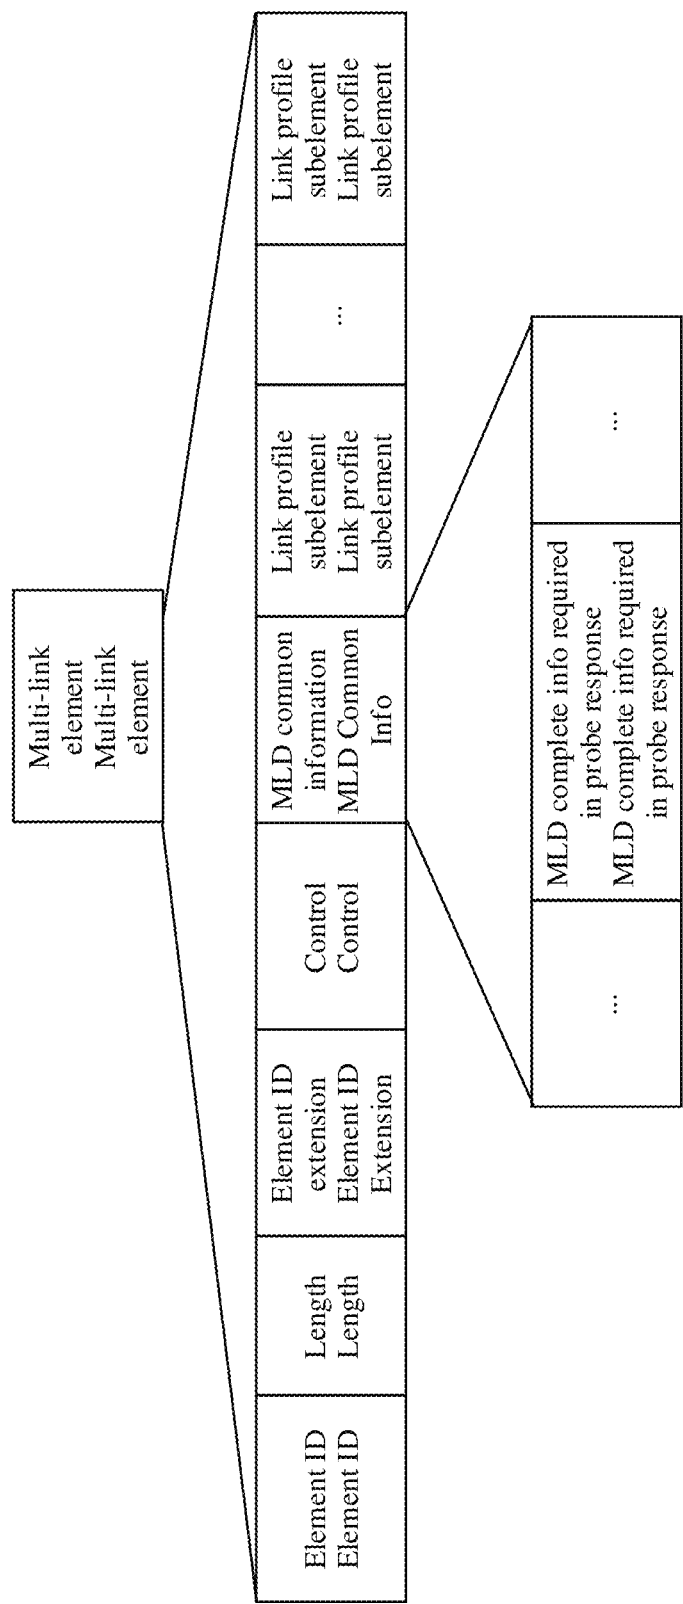 Multi-link
element
Multi-link
element
Element ID
Element ID
Length
Length
Element ID
extension
Element ID
Extension
Control
Control
MLD common
information
MLD Common
Info
Link profile
subelement
Link profile
subelement
...
Link profile
subelement
Link profile
subelement
...
MLD complete info required
in probe response
MLD complete info required
in probe response
...